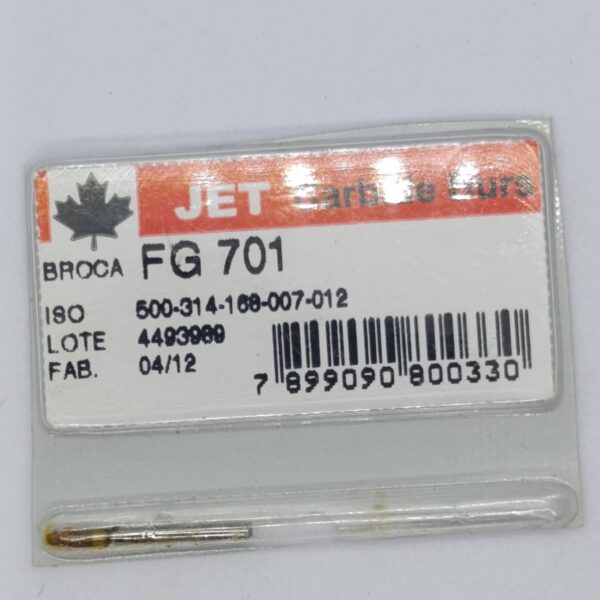 JET Carbide Burs
BROCA FG 701
ISO 500-314-168-007-012
LOTE 4493989
FAB. 04/12
7 899090 800330